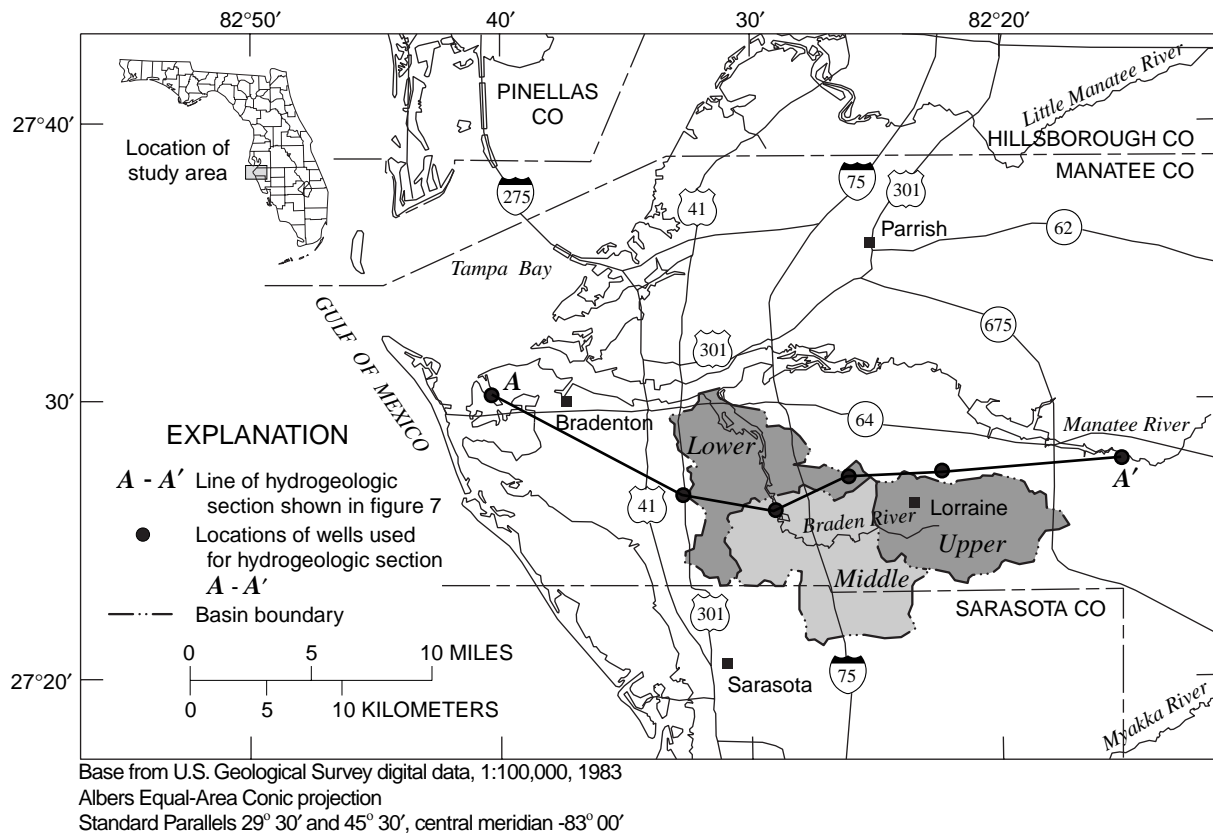 82°50′ 40′ 30′ 82°20′
27°40′
30′
27°20′
Location of
study area
PINELLAS
CO
Little Manatee River
HILLSBOROUGH CO
MANATEE CO
275
41
75
301
Parrish
62
Tampa Bay
GULF OF MEXICO
675
301
A
Bradenton
64
Manatee River
A′
Lower
Lorraine
Braden River
Upper
Middle
41
301
SARASOTA CO
75
Sarasota
Myakka River
EXPLANATION
A - A′ Line of hydrogeologic
section shown in figure 7
Locations of wells used
for hydrogeologic section
A - A′
Basin boundary
0 5 10 MILES
0 5 10 KILOMETERS
Base from U.S. Geological Survey digital data, 1:100,000, 1983
Albers Equal-Area Conic projection
Standard Parallels 29° 30′ and 45° 30′, central meridian -83° 00′